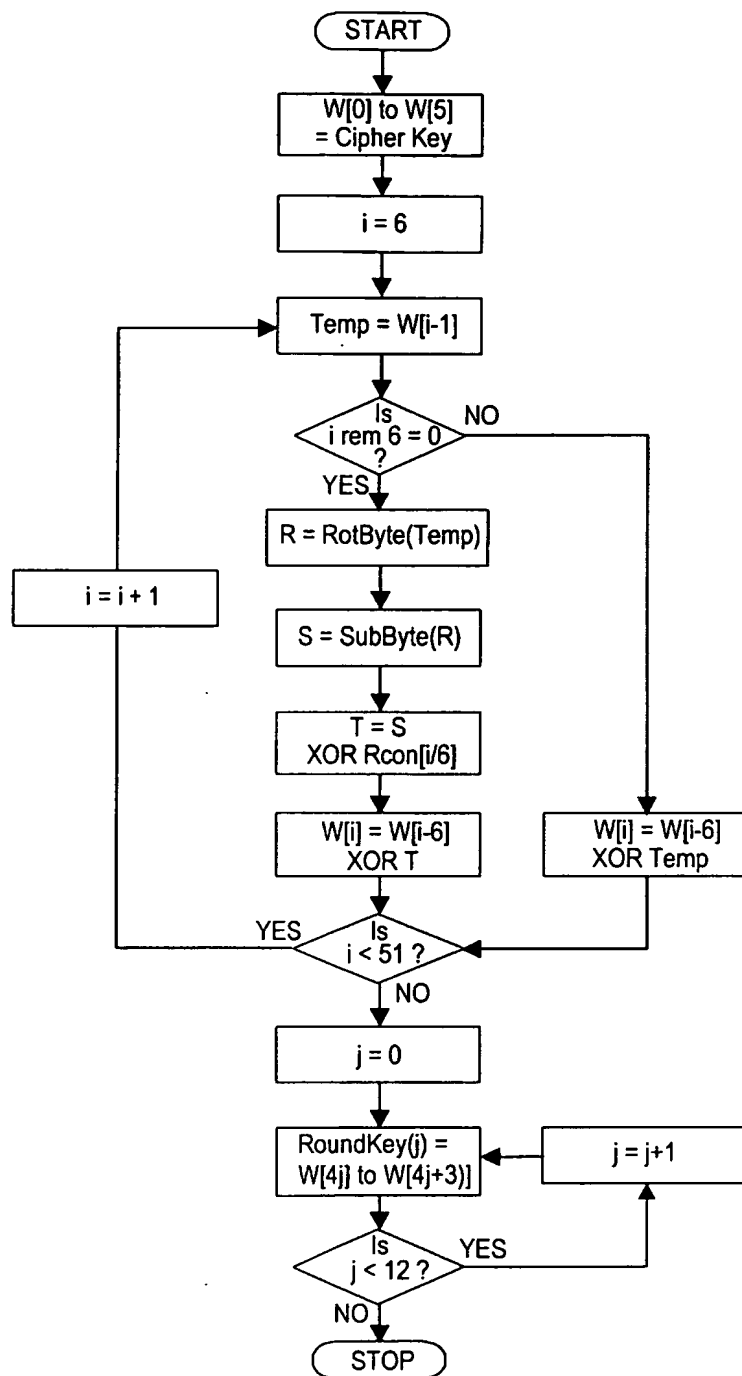 START
W[0] to W[5]
= Cipher Key
i = 6
Temp = W[i-1]
Is
i rem 6 = 0
?
NO
YES
R = RotByte(Temp)
i = i + 1
S = SubByte(R)
T = S
XOR Rcon[i/6]
W[i] = W[i-6]
XOR T
W[i] = W[i-6]
XOR Temp
YES
Is
i < 51 ?
NO
j = 0
RoundKey(j) =
W[4j] to W[4j+3)]
j = j+1
Is
j < 12 ?
YES
NO
STOP